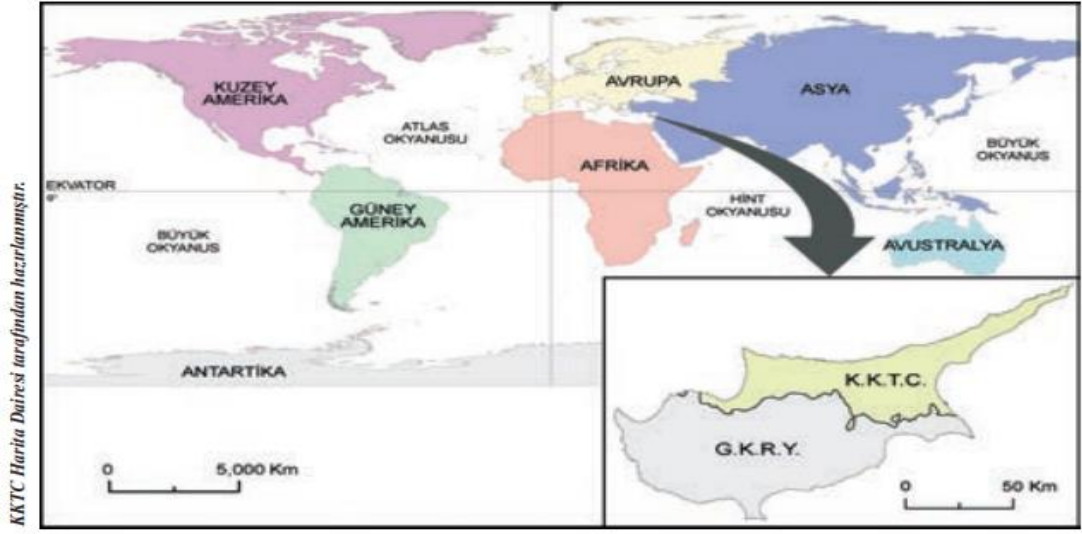 0°
KUZEY
AMERİKA
AVRUPA
ASYA
ATLAS
OKYANUSU
BÜYÜK
OKYANUS
AFRİKA
EKVATOR
0°
HİNT
OKYANUSU
GÜNEY
AMERİKA
BÜYÜK
OKYANUS
AVUSTRALYA
ANTARTİKA
0 5,000 Km
K.K.T.C.
G.K.R.Y.
0 50 Km
KKTC Harita Dairesi tarafından hazırlanmıştır.